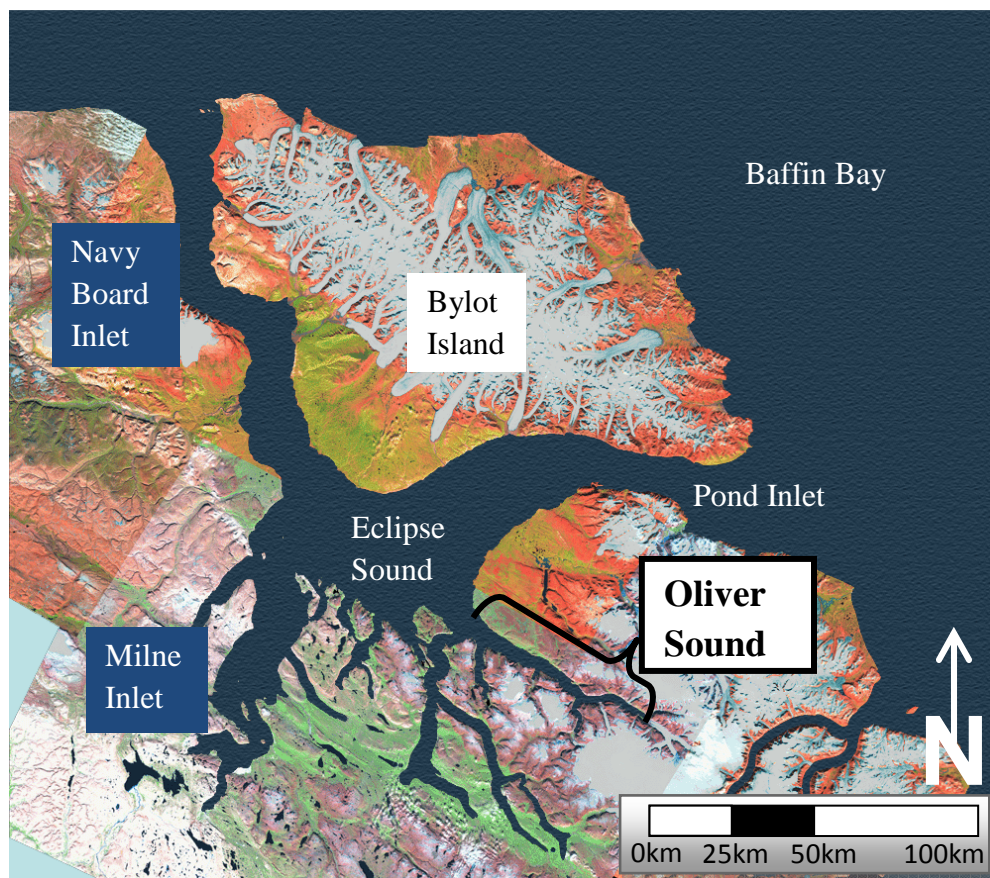 Baffin Bay
Navy
Board
Inlet
Bylot
Island
Pond Inlet
Eclipse
Sound
Oliver
Sound
Milne
Inlet
N
0km 25km 50km 100km